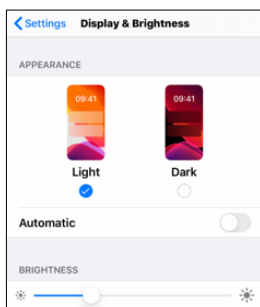 Settings Display & Brightness
APPEARANCE
09:41 09:41
Light Dark
Automatic
BRIGHTNESS